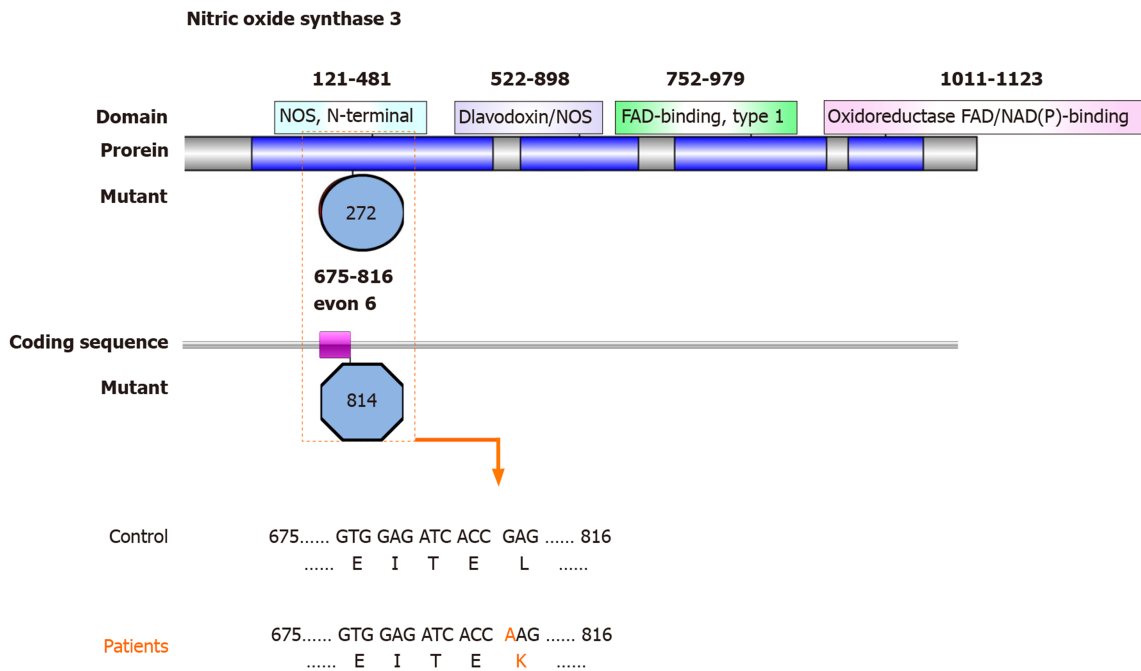 Nitric oxide synthase 3
121-481 522-898 752-979 1011-1123
Domain NOS, N-terminal Dlavodoxin/NOS FAD-binding, type 1 Oxidoreductase FAD/NAD(P)-binding
Prorein
Mutant
272
675-816
evon 6
Coding sequence
Mutant
814
Control 675...... GTG GAG ATC ACC GAG ...... 816
...... E I T E L ......
Patients 675...... GTG GAG ATC ACC AAG ...... 816
...... E I T E K ......